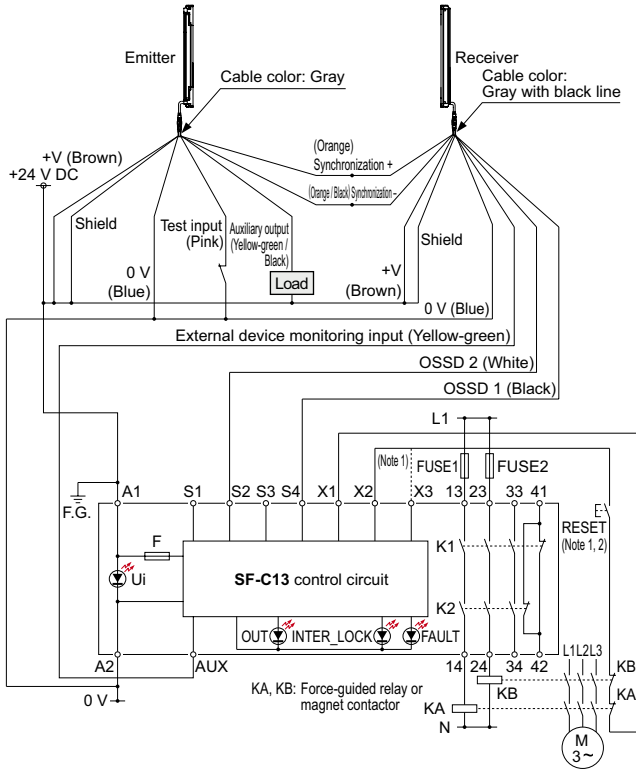 Emitter
Receiver
Cable color: Gray
Cable color:
Gray with black line
(Orange)
Synchronization +
(Orange / Black) Synchronization –
+V (Brown)
+24 V DC
Shield
Test input
(Pink)
Auxiliary output
(Yellow-green /
Black)
Shield
0 V
(Blue)
Load
+V
(Brown)
0 V (Blue)
External device monitoring input (Yellow-green)
OSSD 2 (White)
OSSD 1 (Black)
L1
(Note 1)
FUSE1
FUSE2
F.G.
A1 S1 S2 S3 S4 X1 X2 X3 13 23 33 41
RESET
(Note 1, 2)
F
K1
Ui
SF-C13 control circuit
K2
OUT INTER_LOCK FAULT
A2 AUX 14 24 34 42
L1 L2 L3
0 V
KA, KB: Force-guided relay or
magnet contactor
KB
KB
KA
KA
N
M
3~